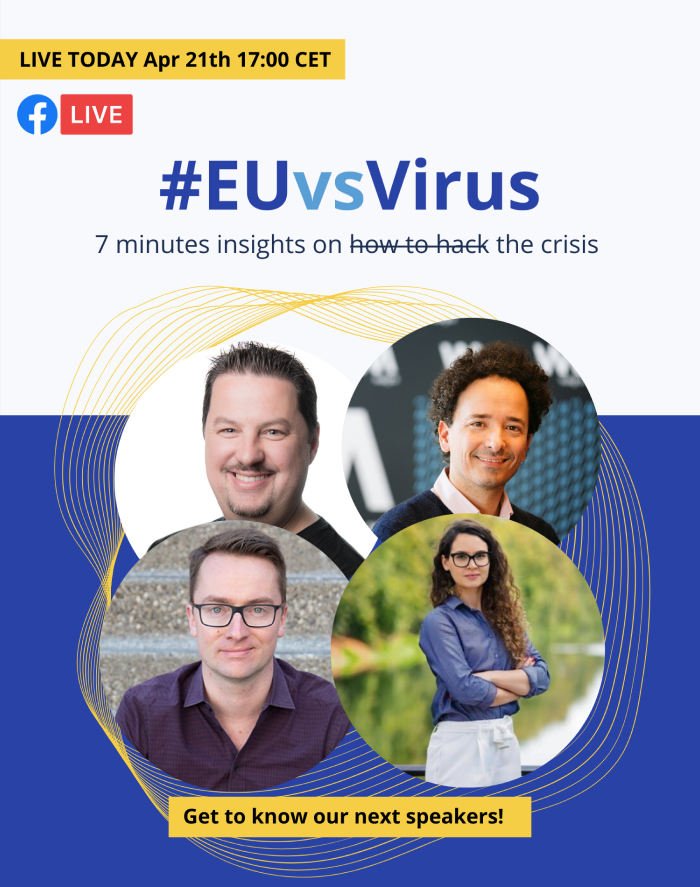 LIVE TODAY Apr 21th 17:00 CET
LIVE
#EUvsVirus
7 minutes insights on how to hack the crisis
Get to know our next speakers!